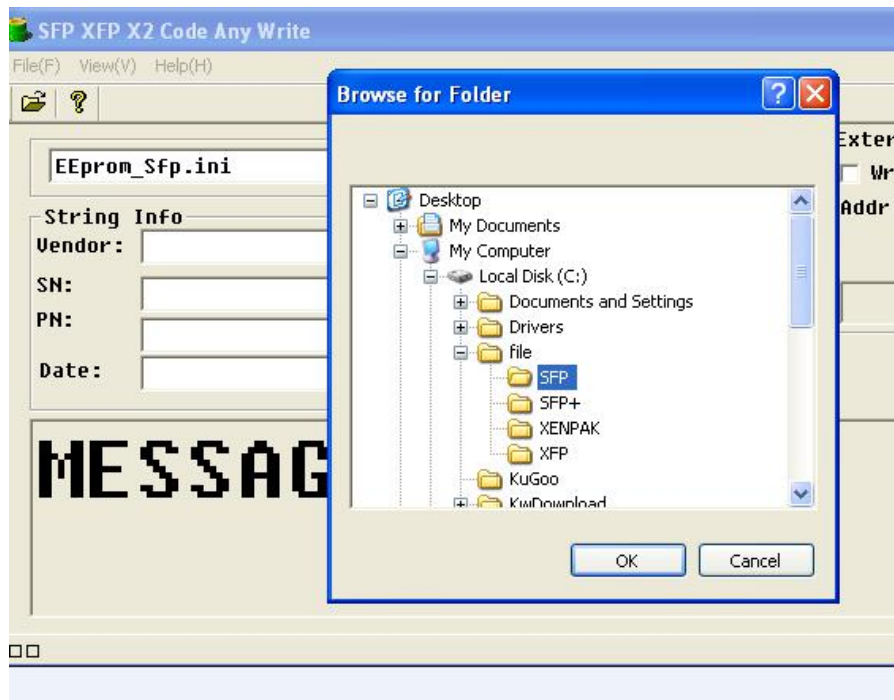 SFP XFP X2 Code Any Write
File(F) View(V) Help(H)
EEprom_Sfp.ini
String Info
Vendor:
SN:
PN:
Date:
MESSAG
Exter
Wr
Addr
Browse for Folder
Desktop
My Documents
My Computer
Local Disk (C:)
Documents and Settings
Drivers
file
SFP
SFP+
XENPAK
XFP
KuGoo
KwDownload
OK Cancel